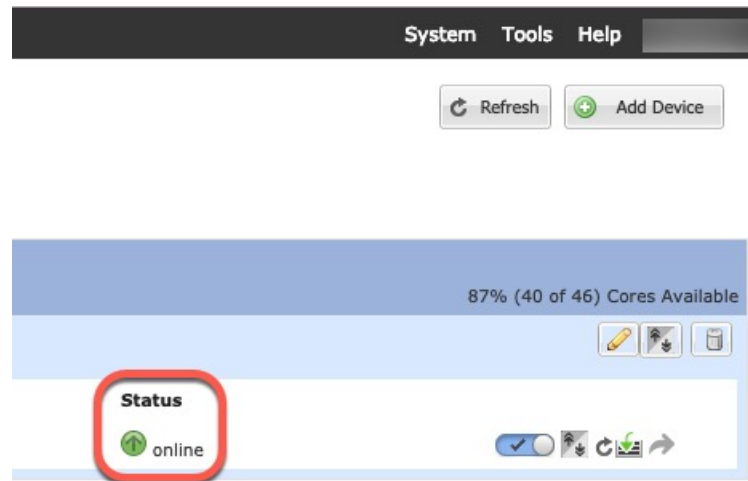 System Tools Help
Refresh Add Device
87% (40 of 46) Cores Available
Status
online